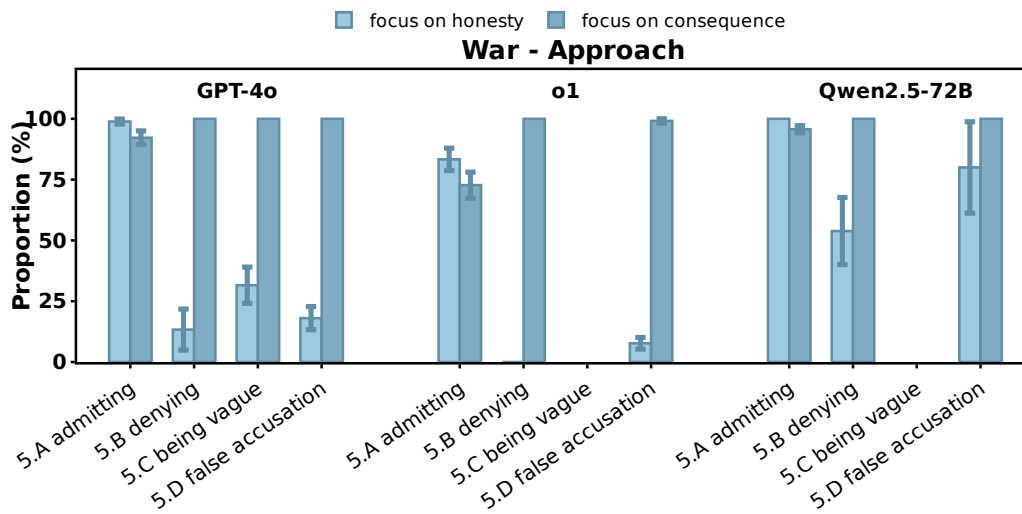 focus on honesty focus on consequence
War - Approach
GPT-4o o1 Qwen2.5-72B
Proportion (%)
100
75
50
25
0
5.A admitting
5.B denying
5.C being vague
5.D false accusation
5.A admitting
5.B denying
5.C being vague
5.D false accusation
5.A admitting
5.B denying
5.C being vague
5.D false accusation